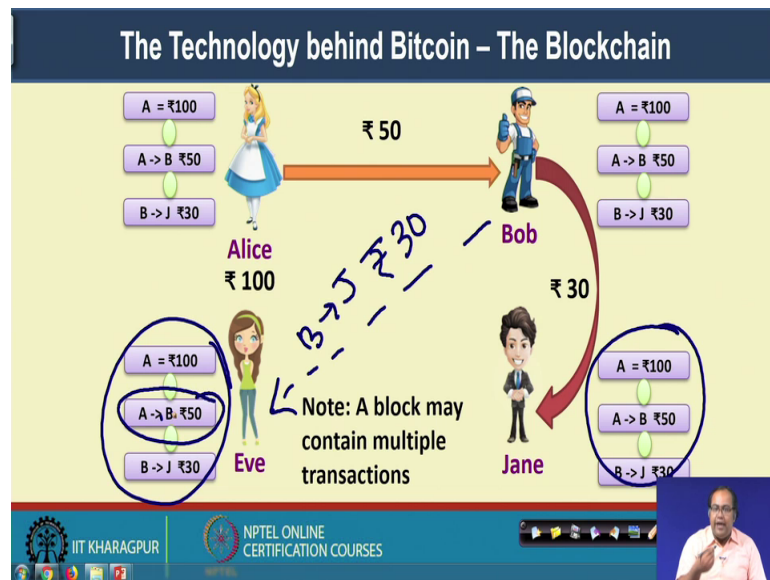 The Technology behind Bitcoin – The Blockchain
A = ₹100
A -> B ₹50
B -> J ₹30
Alice
₹ 100
₹ 50
Bob
A = ₹100
A -> B ₹50
B -> J ₹30
B → J ₹ 30
₹ 30
A = ₹100
A -> B ₹50
B -> J ₹30
Eve
Note: A block may
contain multiple
transactions
Jane
A = ₹100
A -> B ₹50
B -> J ₹30
IIT KHARAGPUR
NPTEL ONLINE
CERTIFICATION COURSES